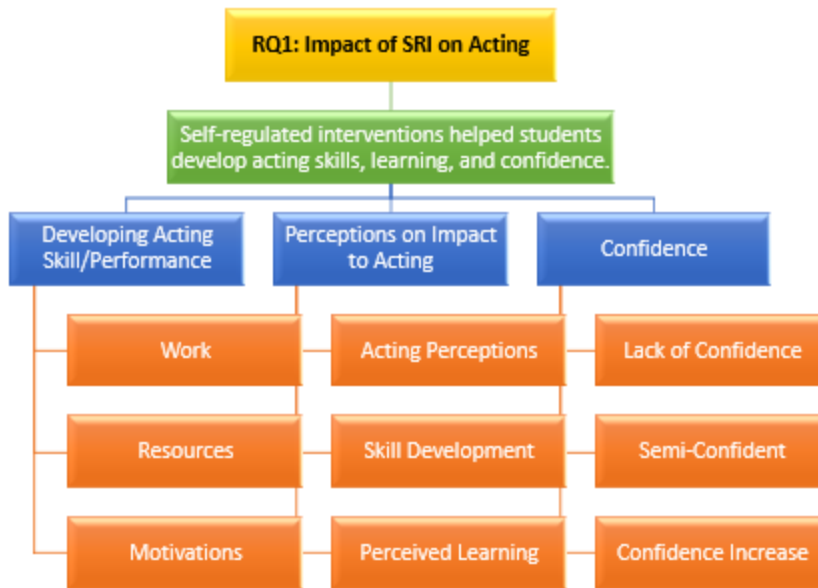 RQ1: Impact of SRI on Acting
Self-regulated interventions helped students
develop acting skills, learning, and confidence.
Developing Acting
Skill/Performance
Perceptions on Impact
to Acting
Confidence
Work
Acting Perceptions
Lack of Confidence
Resources
Skill Development
Semi-Confident
Motivations
Perceived Learning
Confidence Increase